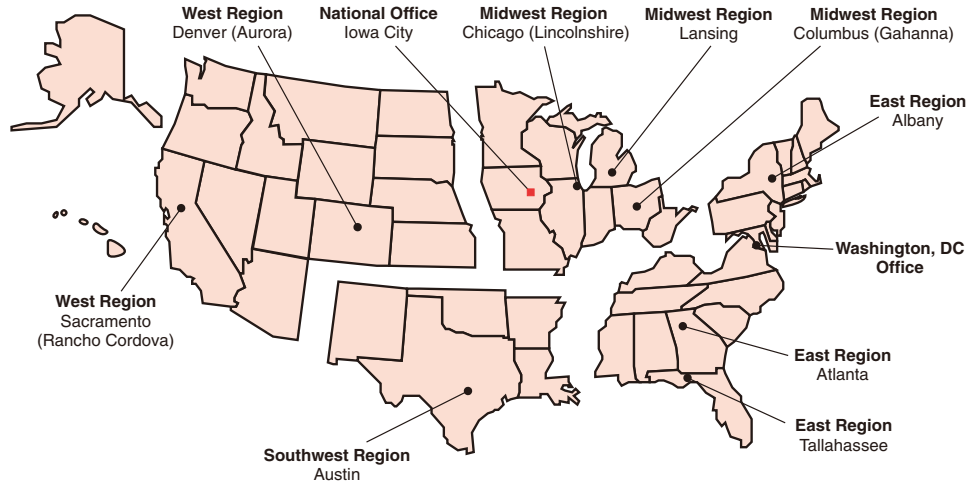 West Region
Denver (Aurora)
National Office
Iowa City
Midwest Region
Chicago (Lincolnshire)
Midwest Region
Lansing
Midwest Region
Columbus (Gahanna)
East Region
Albany
Washington, DC
Office
West Region
Sacramento
(Rancho Cordova)
East Region
Atlanta
East Region
Tallahassee
Southwest Region
Austin